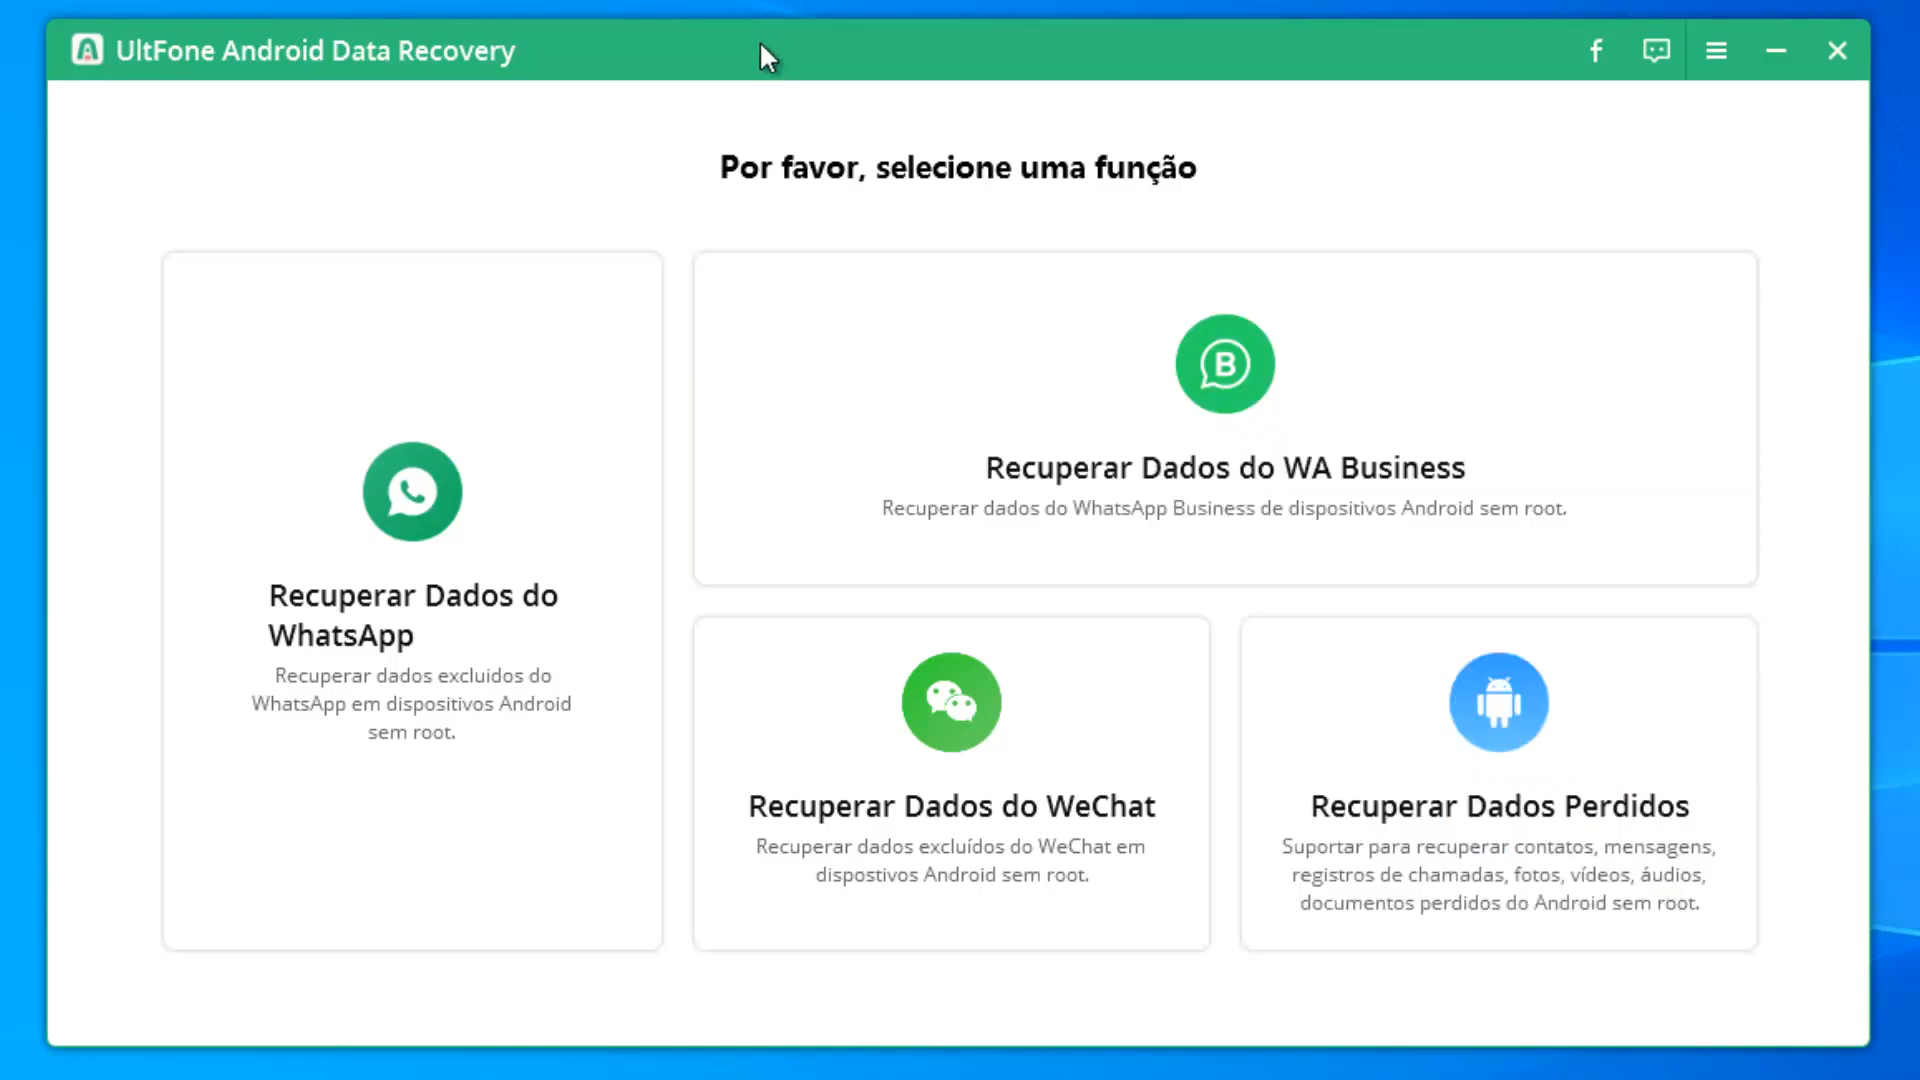 UltFone Android Data Recovery
Por favor, selecione uma função
Recuperar Dados do
WhatsApp
Recuperar dados excluidos do
WhatsApp em dispositivos Android
sem root.
B
Recuperar Dados do WA Business
Recuperar dados do WhatsApp Business de dispositivos Android sem root.
Recuperar Dados do WeChat
Recuperar dados excluídos do WeChat em
dispostivos Android sem root.
Recuperar Dados Perdidos
Suportar para recuperar contatos, mensagens,
registros de chamadas, fotos, vídeos, áudios,
documentos perdidos do Android sem root.